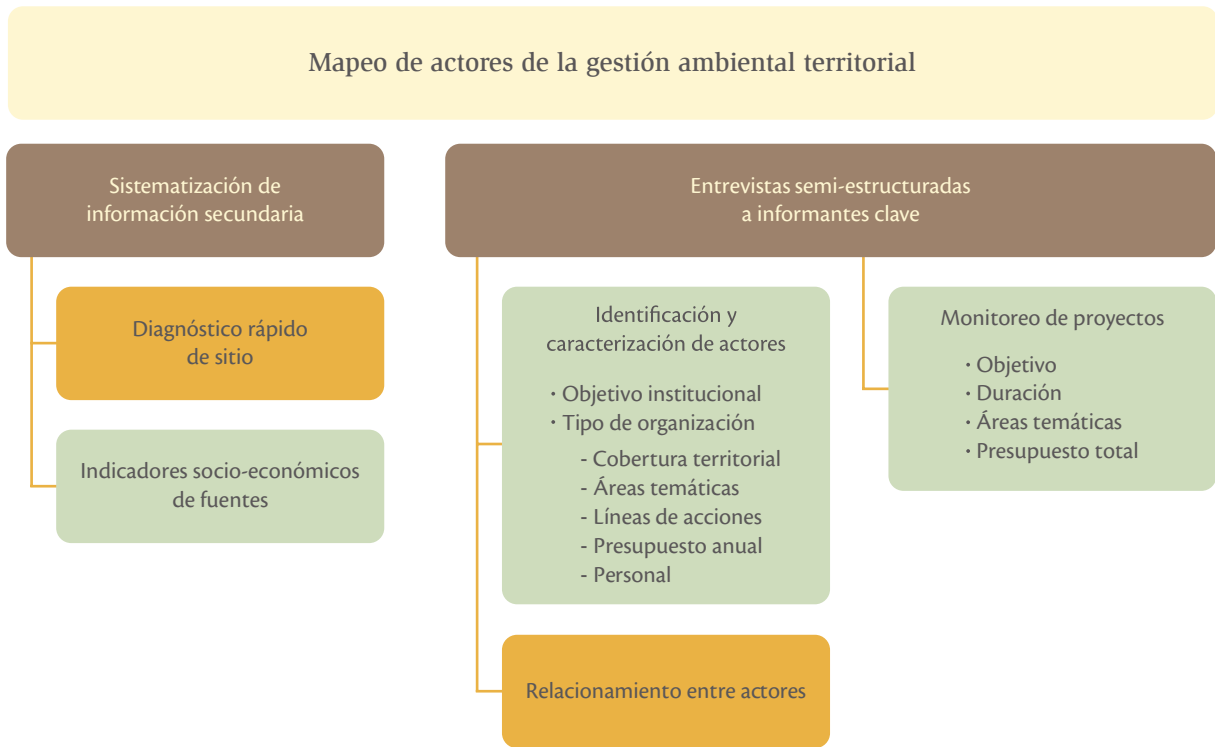 Mapeo de actores de la gestión ambiental territorial
Sistematización de
información secundaria
Diagnóstico rápido
de sitio
Indicadores socio-económicos
de fuentes
Entrevistas semi-estructuradas
a informantes clave
Identificación y
caracterización de actores
· Objetivo institucional
· Tipo de organización
- Cobertura territorial
- Áreas temáticas
- Líneas de acciones
- Presupuesto anual
- Personal
Relacionamiento entre actores
Monitoreo de proyectos
· Objetivo
· Duración
· Áreas temáticas
· Presupuesto total